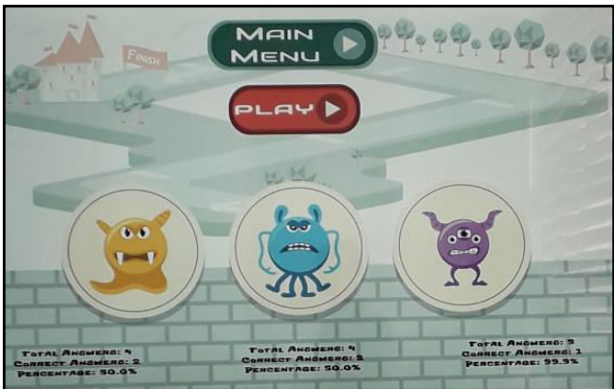 MAIN
MENU
FINISH
PLAY
TOTAL ANSWERS: 4
CORRECT ANSWERS: 2
PERCENTAGE: 50.0%
TOTAL ANSWERS: 4
CORRECT ANSWERS: 2
PERCENTAGE: 50.0%
TOTAL ANSWERS: 3
CORRECT ANSWERS: 1
PERCENTAGE: 33.3%